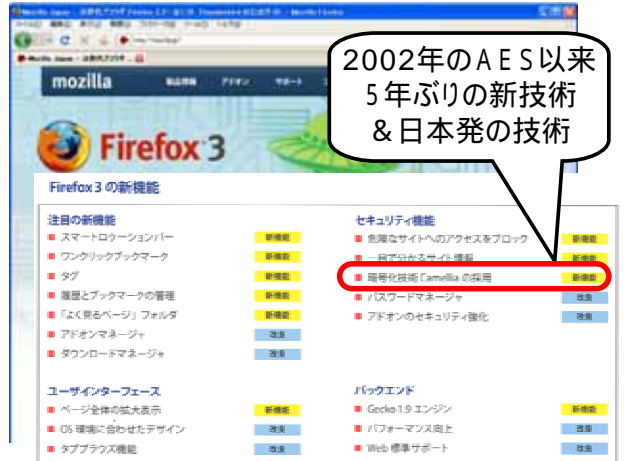 mozilla
Firefox 3
2002年のAES以来
5年ぶりの新技術
&日本発の技術
Firefox 3 の新機能
注目の新機能
スマートロケーションバー 新機能
ワンクリックブックマーク 新機能
タグ 新機能
履歴とブックマークの管理 新機能
「よく見るページ」フォルダ 新機能
アドオンマネージャ 改良
ダウンロードマネージャ 改良
セキュリティ機能
危険なサイトへのアクセスをブロック 新機能
一目で分かるサイト情報 新機能
暗号化技術 Camellia の採用 新機能
パスワードマネージャ 改良
アドオンのセキュリティ強化 改良
ユーザインターフェース
ページ全体の拡大表示 新機能
OS 環境に合わせたデザイン 改良
タブブラウズ機能 改良
バックエンド
Gecko 1.9 エンジン 新機能
パフォーマンス向上 改良
Web 標準サポート 改良